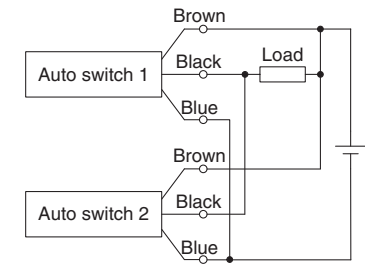 Brown
Auto switch 1
Black
Load
Blue
Brown
Auto switch 2
Black
Blue